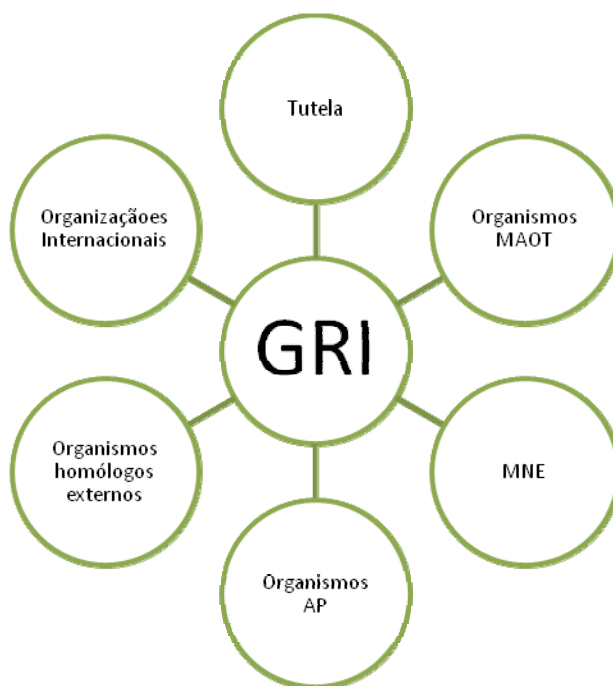 Tutela
Organizaçãoes
Internacionais
Organismos
MAOT
GRI
Organismos
homólogos
externos
MNE
Organismos
AP